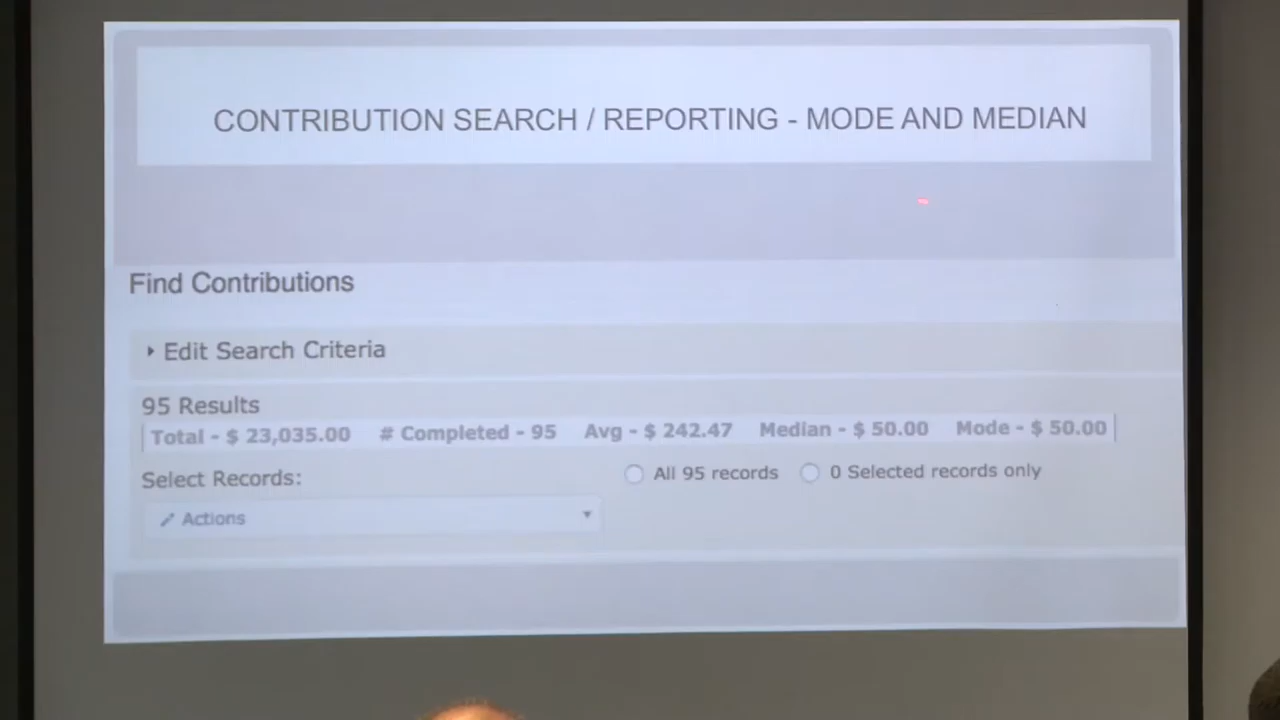 CONTRIBUTION SEARCH / REPORTING - MODE AND MEDIAN
Find Contributions
Edit Search Criteria
95 Results
Total - $ 23,035.00 # Completed - 95 Avg - $ 242.47 Median - $ 50.00 Mode - $ 50.00
Select Records: All 95 records 0 Selected records only
Actions